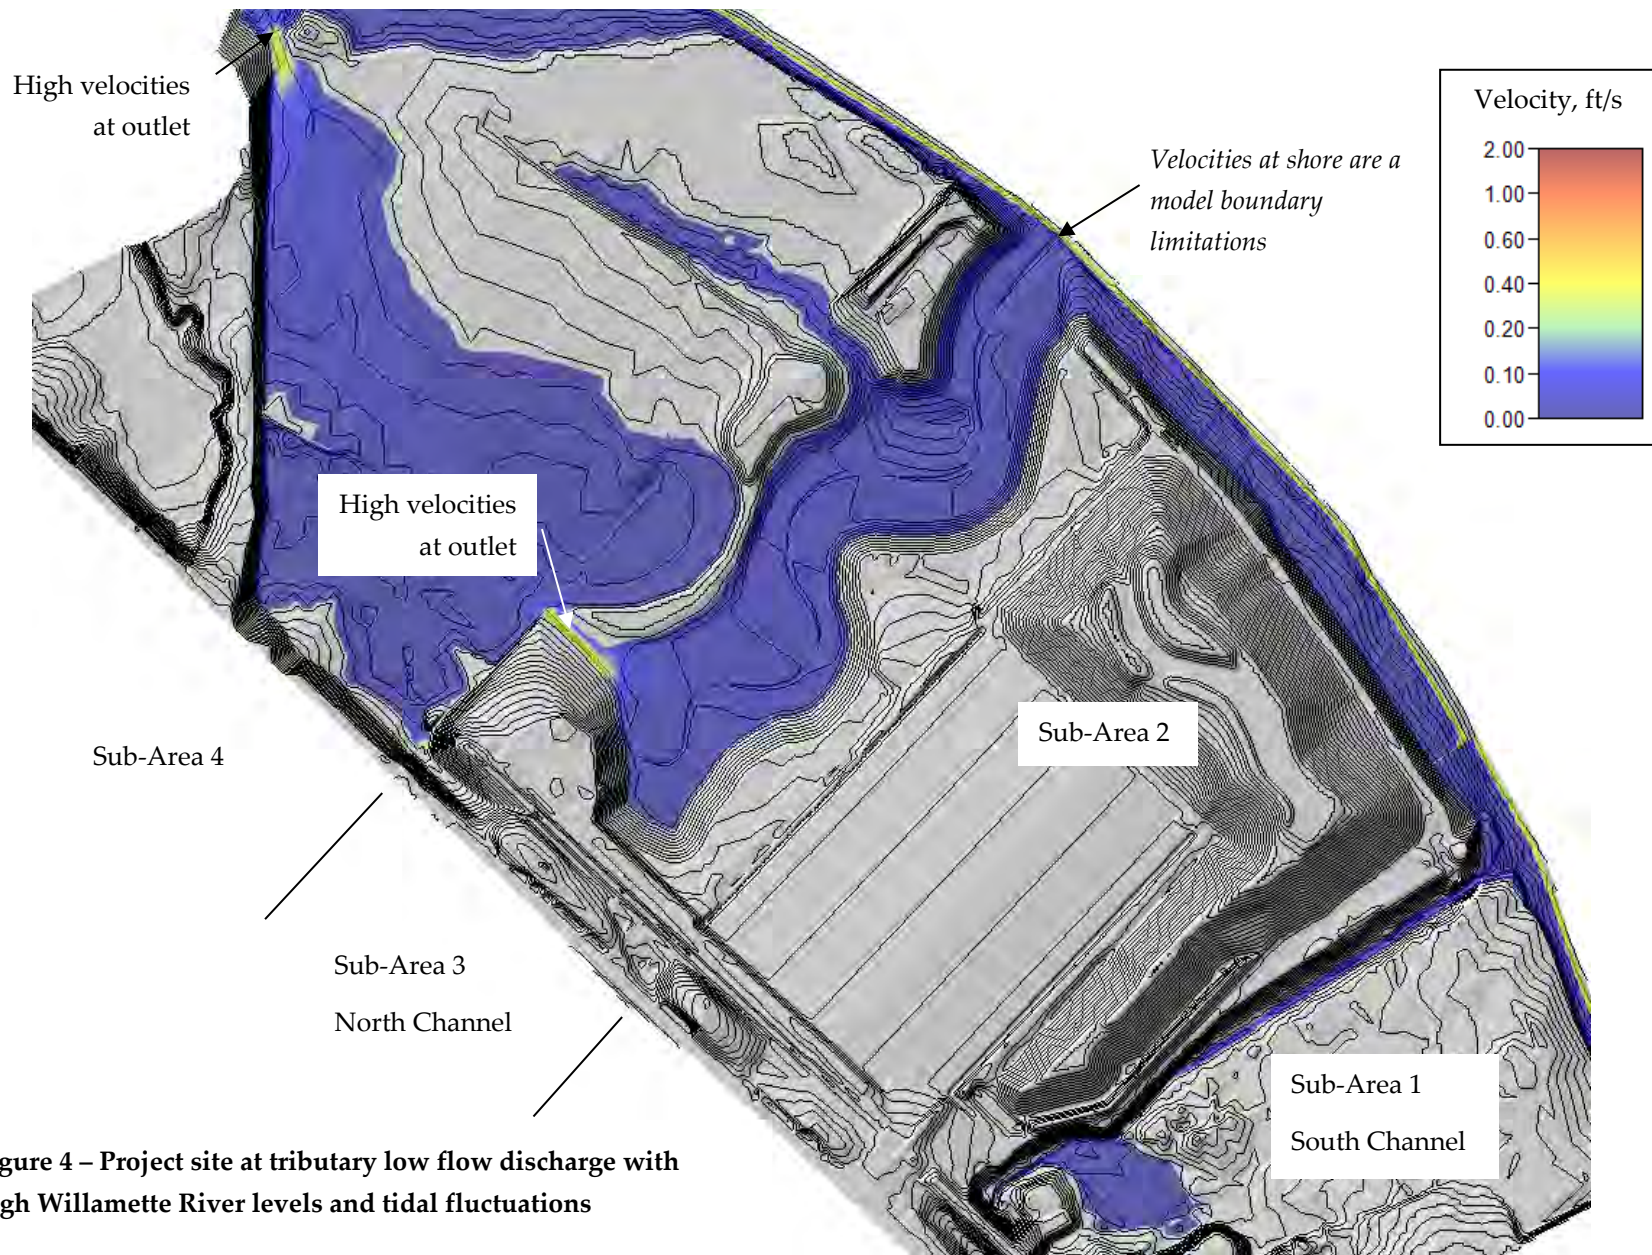 High velocities
at outlet
Velocity, ft/s
2.00
1.00
0.60
0.40
0.20
0.10
0.00
Velocities at shore are a
model boundary
limitations
High velocities
at outlet
Sub-Area 2
Sub-Area 4
Sub-Area 3
North Channel
Sub-Area 1
South Channel
gure 4 – Project site at tributary low flow discharge with
gh Willamette River levels and tidal fluctuations